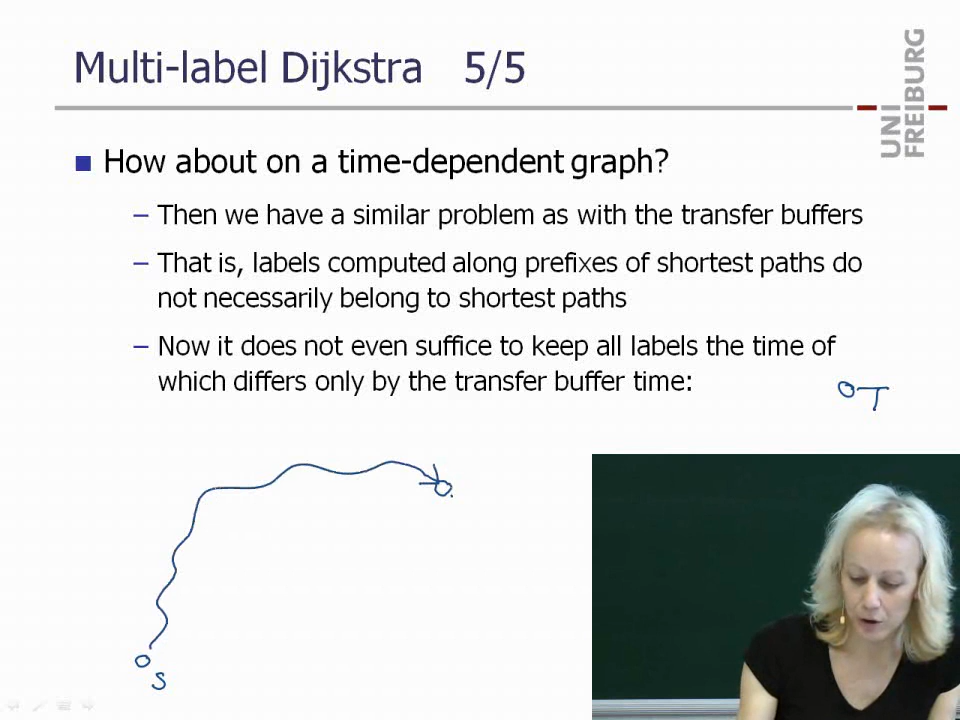 Multi-label Dijkstra 5/5
UNI
FREIBURG
■ How about on a time-dependent graph?
– Then we have a similar problem as with the transfer buffers
– That is, labels computed along prefixes of shortest paths do
not necessarily belong to shortest paths
– Now it does not even suffice to keep all labels the time of
which differs only by the transfer buffer time:
T
S